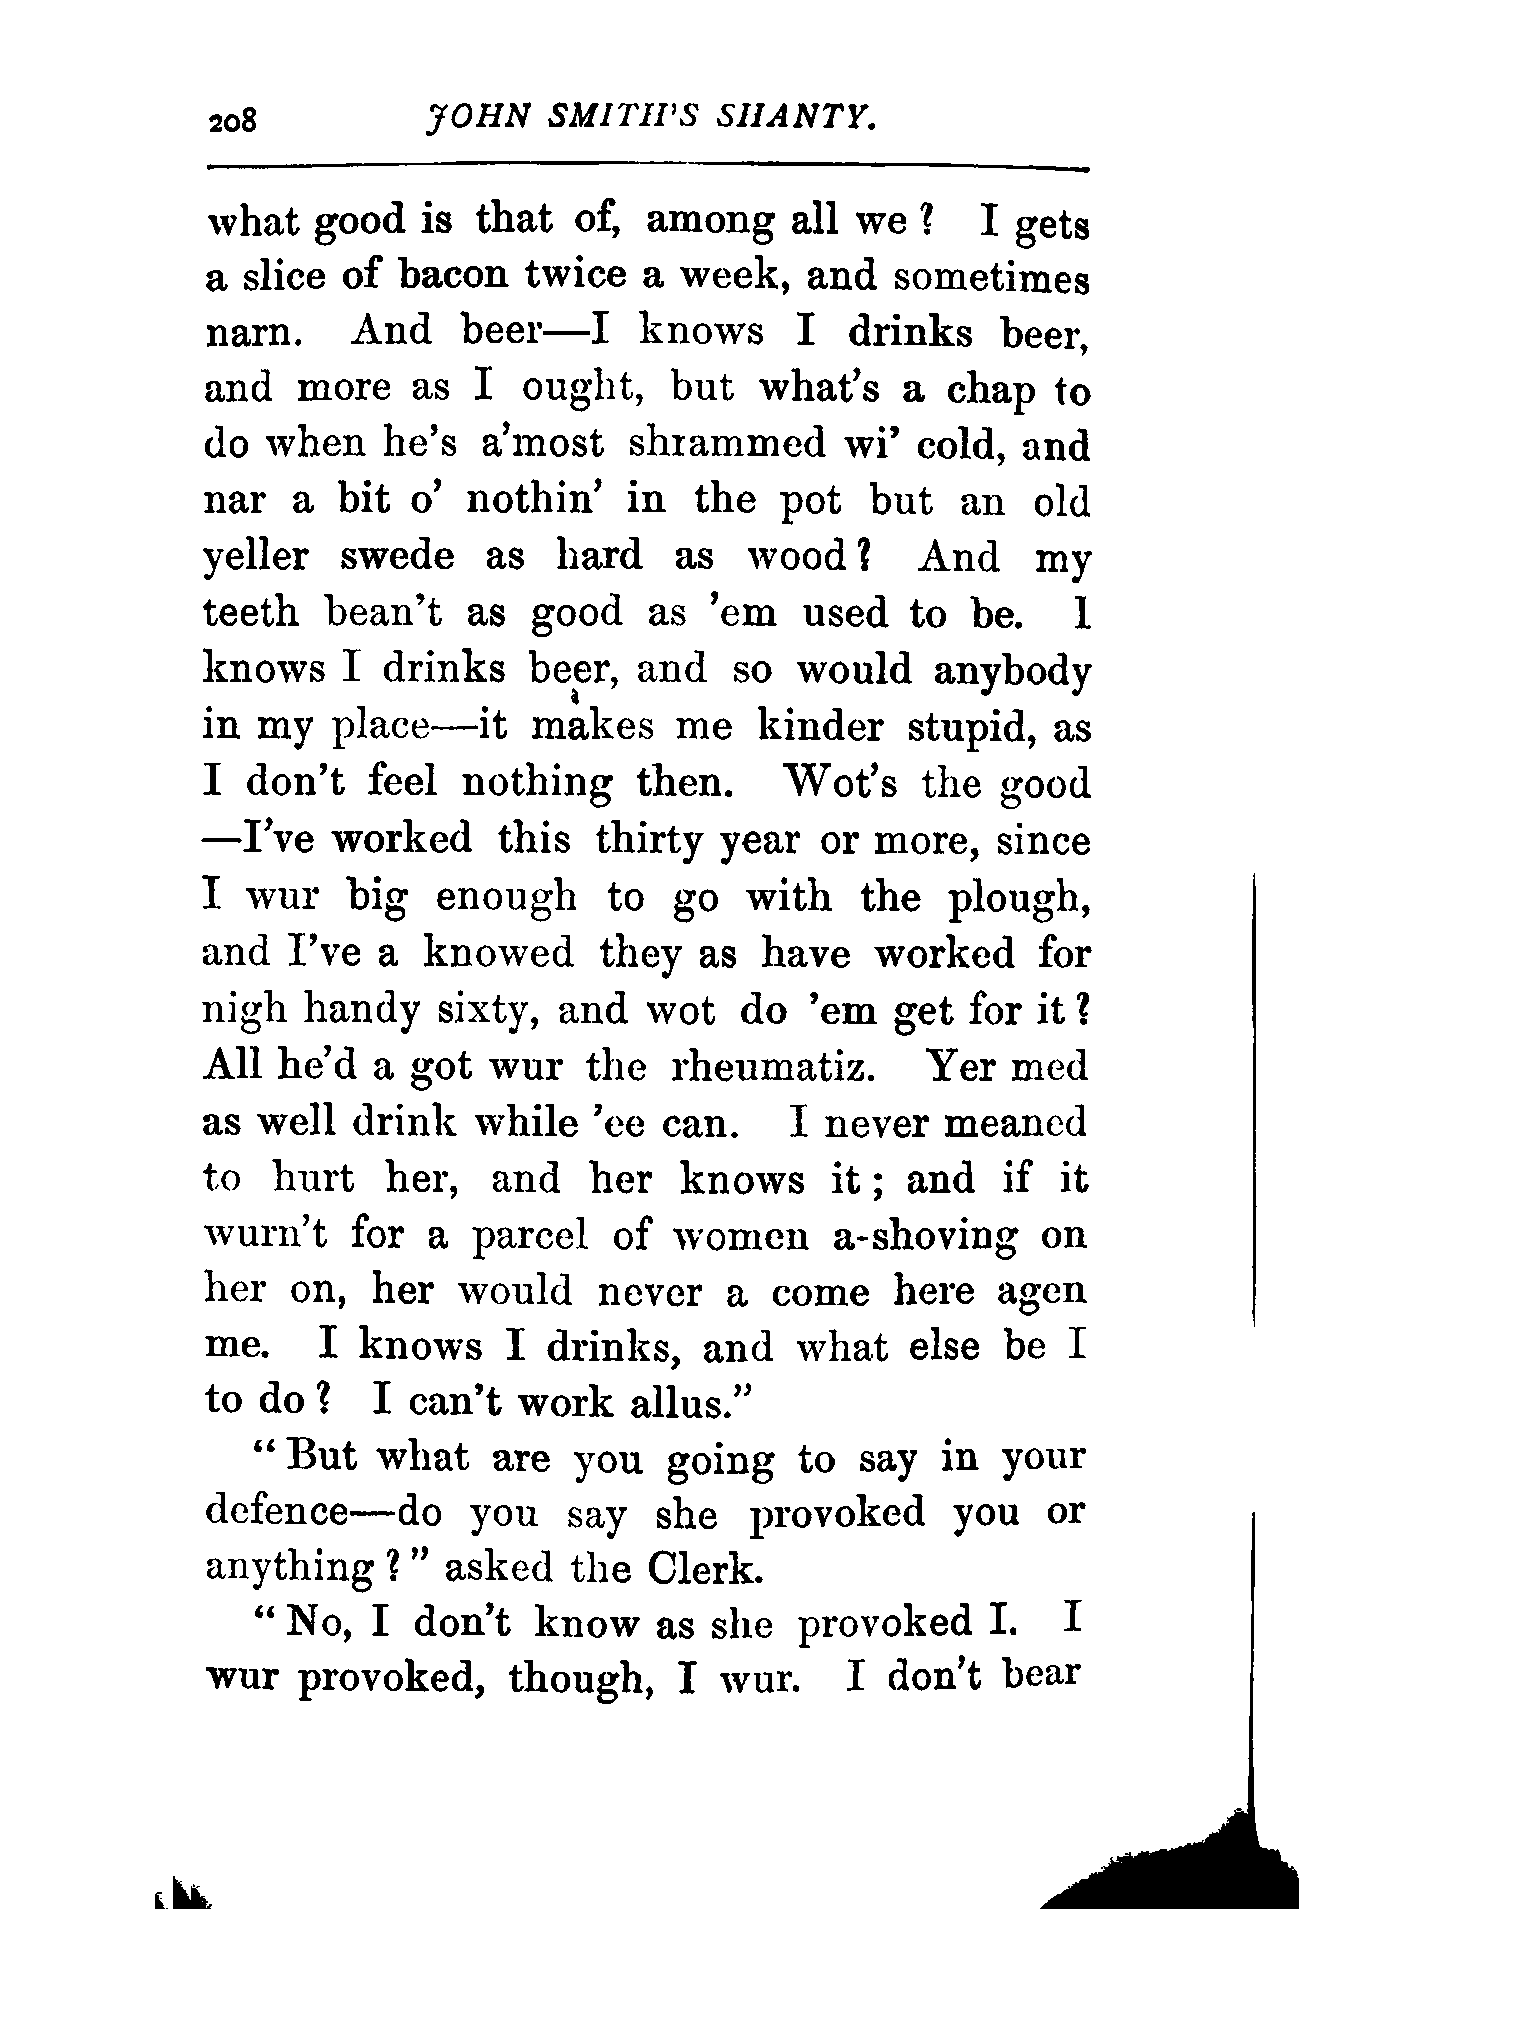 208 JOHN SMITH'S SHANTY.
what good is that of, among all we? I gets
a slice of bacon twice a week, and sometimes
narn. And beer—I knows I drinks beer,
and more as I ought, but what's a chap to
do when he's a'most shrammed wi' cold, and
nar a bit o' nothin' in the pot but an old
yeller swede as hard as wood? And my
teeth bean't as good as 'em used to be. I
knows I drinks beer, and so would anybody
in my place—it makes me kinder stupid, as
I don't feel nothing then. Wot's the good
—I've worked this thirty year or more, since
I wur big enough to go with the plough,
and I've a knowed they as have worked for
nigh handy sixty, and wot do 'em get for it?
All he'd a got wur the rheumatiz. Yer med
as well drink while 'ee can. I never meaned
to hurt her, and her knows it; and if it
wurn't for a parcel of women a-shoving on
her on, her would never a come here agen
me. I knows I drinks, and what else be I
to do? I can't work allus."
"But what are you going to say in your
defence—do you say she provoked you or
anything?" asked the Clerk.
"No, I don't know as she provoked I. I
wur provoked, though, I wur. I don't bear